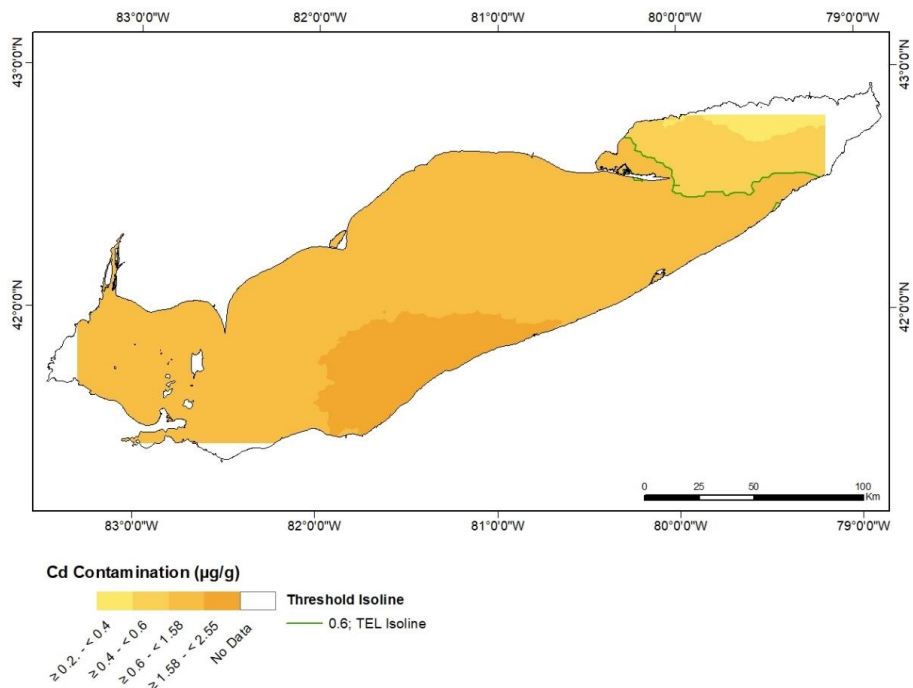 83°0'0"W 82°0'0"W 81°0'0"W 80°0'0"W 79°0'0"W
43°0'0"N 43°0'0"N
42°0'0"N 42°0'0"N
0 25 50 100
Km
83°0'0"W 82°0'0"W 81°0'0"W 80°0'0"W 79°0'0"W
Cd Contamination (µg/g)
≥ 0.2. - < 0.4
≥ 0.4 - < 0.6
≥ 0.6 - < 1.58
≥ 1.58 - < 2.55
No Data
Threshold Isoline
0.6; TEL Isoline